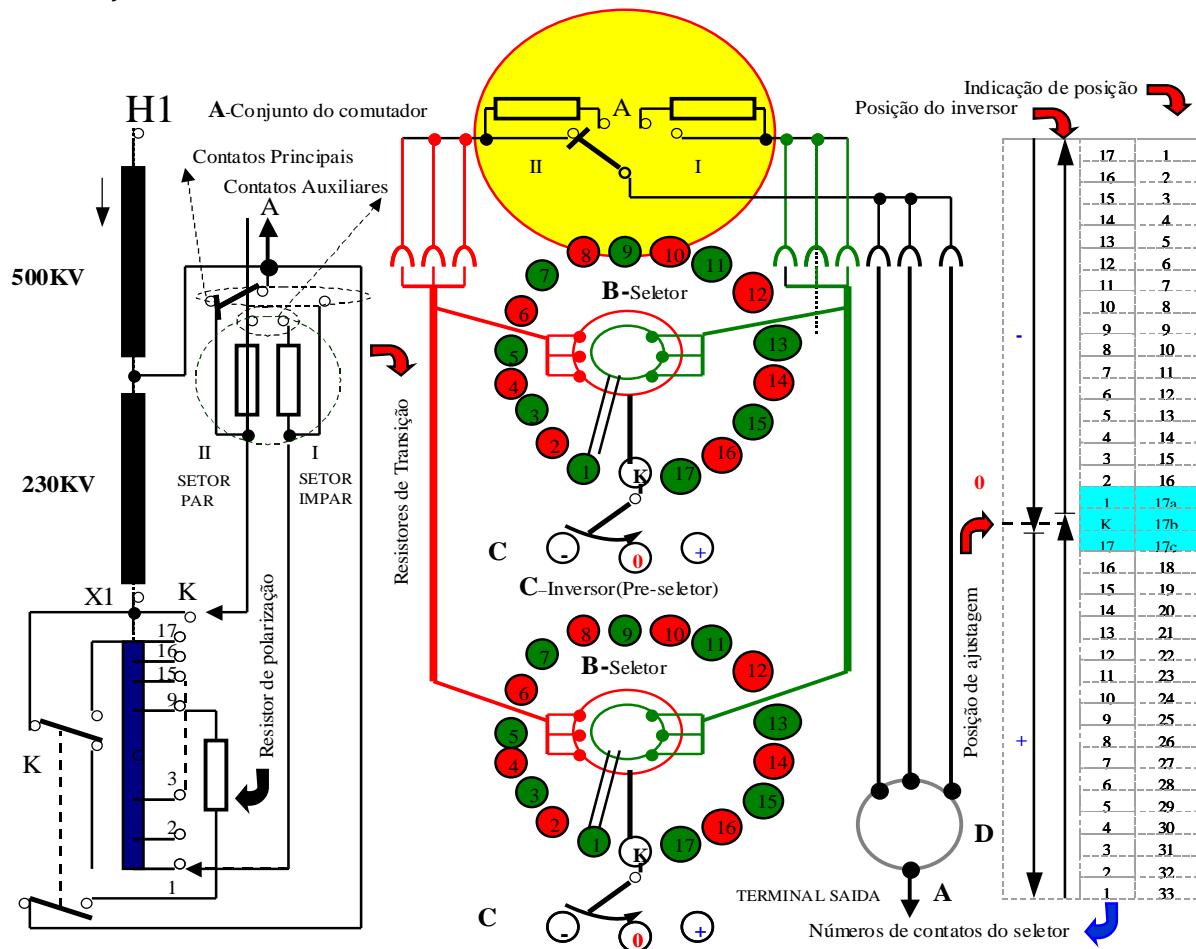 H1
A-Conjunto do comutador
Contatos Principais
Contatos Auxiliares
A
500KV
230KV
II
I
SETOR
PAR
SETOR
IMPAR
X1
K
17
16
15
9
3
2
1
K
Resistor de polarização
Resistores de Transição
A
II
I
B-Seletor
1
2
3
4
5
6
7
8
9
10
11
12
13
14
15
16
17
K
C
-
0
+
C–Inversor(Pre-seletor)
B-Seletor
1
2
3
4
5
6
7
8
9
10
11
12
13
14
15
16
17
K
C
-
0
+
TERMINAL SAIDA
A
D
Indicação de posição
Posição do inversor
Posição de ajustagem
0
-
+
17 1
16 2
15 3
14 4
13 5
12 6
11 7
10 8
9 9
8 10
7 11
6 12
5 13
4 14
3 15
2 16
1 17a
K 17b
17 17c
16 18
15 19
14 20
13 21
12 22
11 23
10 24
9 25
8 26
7 27
6 28
5 29
4 30
3 31
2 32
1 33
Números de contatos do seletor